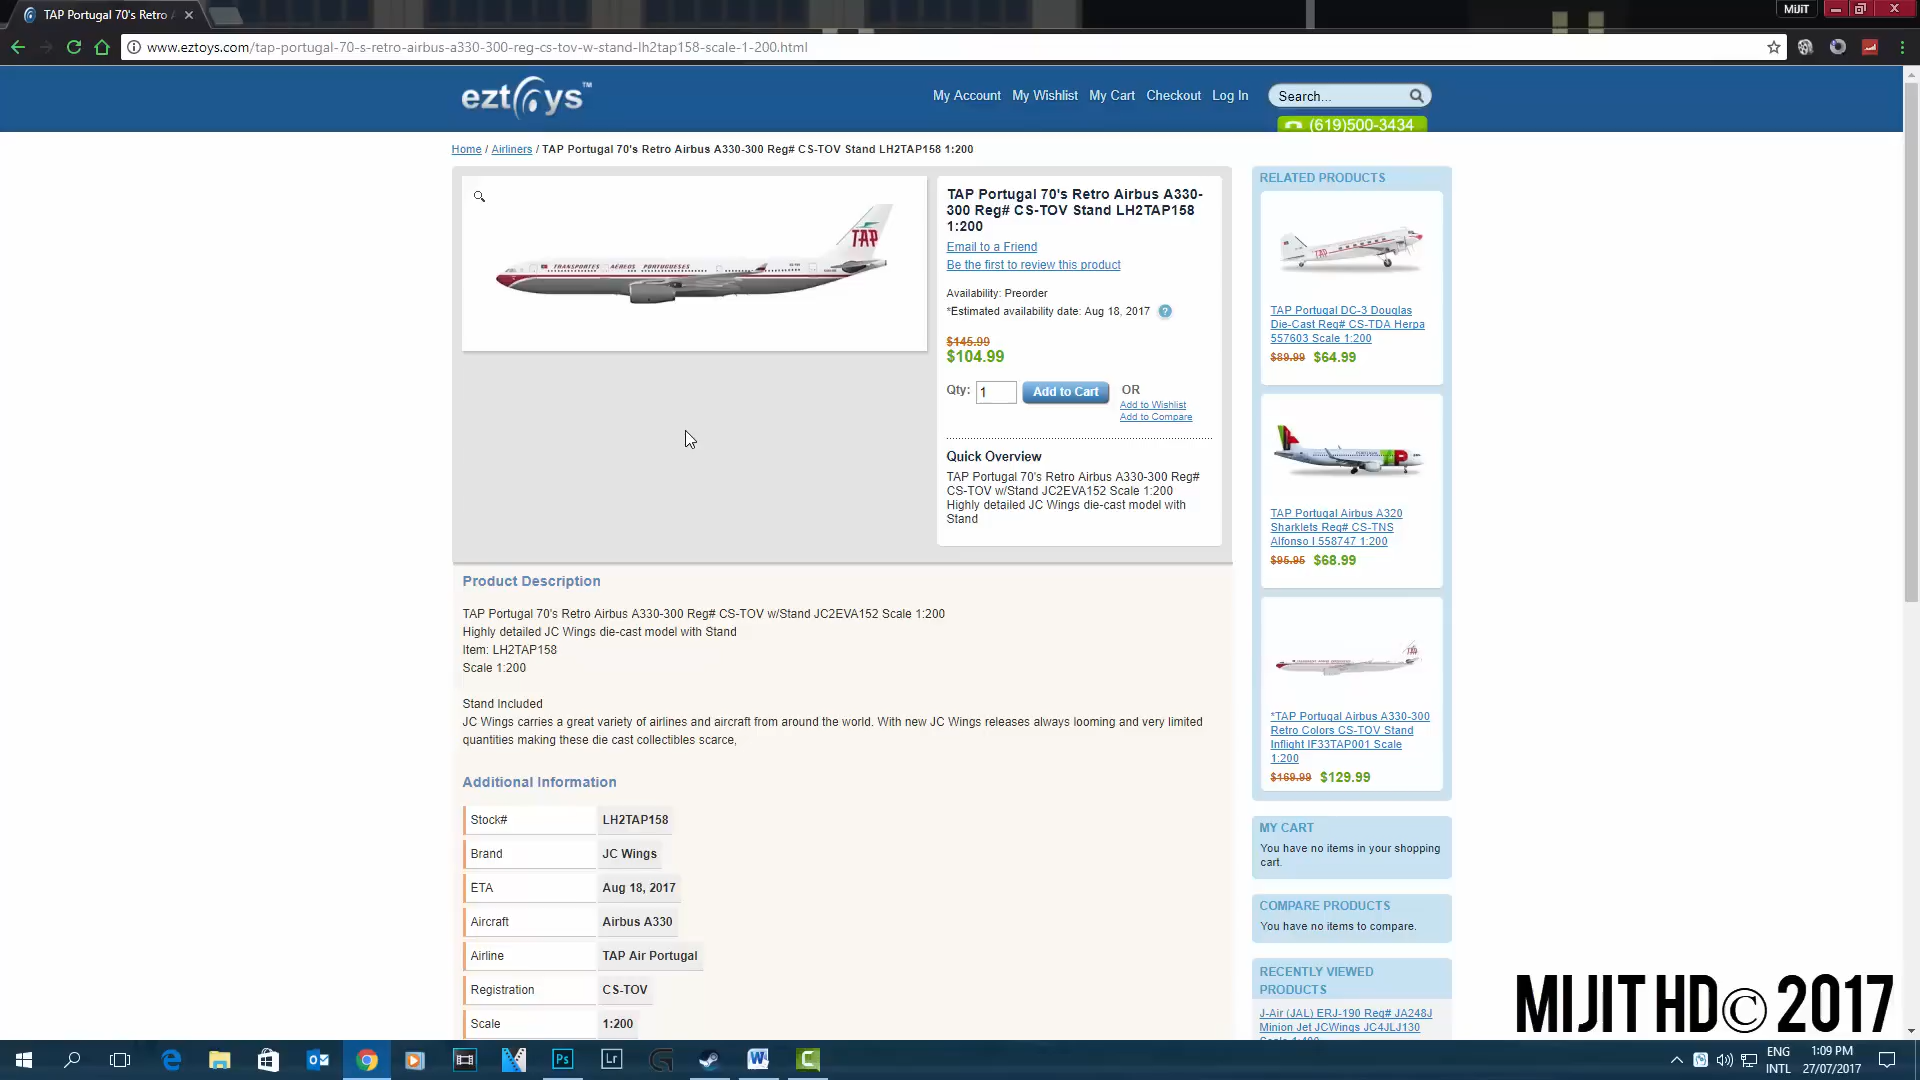 TAP Portugal 70's Retro
MIJIT
www.eztoys.com/tap-portugal-70-s-retro-airbus-a330-300-reg-cs-tov-w-stand-lh2tap158-scale-1-200.html
eztoys™
My Account My Wishlist My Cart Checkout Log In
Search...
(619)500-3434
Home / Airliners / TAP Portugal 70's Retro Airbus A330-300 Reg# CS-TOV Stand LH2TAP158 1:200
TAP
TRANSPORTES AÉREOS PORTUGUESES
TAP Portugal 70's Retro Airbus A330-
300 Reg# CS-TOV Stand LH2TAP158
1:200
Email to a Friend
Be the first to review this product
Availability: Preorder
*Estimated availability date: Aug 18, 2017 ?
$145.99
$104.99
Qty: 1 Add to Cart OR
Add to Wishlist
Add to Compare
Quick Overview
TAP Portugal 70's Retro Airbus A330-300 Reg#
CS-TOV w/Stand JC2EVA152 Scale 1:200
Highly detailed JC Wings die-cast model with
Stand
Product Description
TAP Portugal 70's Retro Airbus A330-300 Reg# CS-TOV w/Stand JC2EVA152 Scale 1:200
Highly detailed JC Wings die-cast model with Stand
Item: LH2TAP158
Scale 1:200
Stand Included
JC Wings carries a great variety of airlines and aircraft from around the world. With new JC Wings releases always looming and very limited
quantities making these die cast collectibles scarce,
Additional Information
Stock# LH2TAP158
Brand JC Wings
ETA Aug 18, 2017
Aircraft Airbus A330
Airline TAP Air Portugal
Registration CS-TOV
Scale 1:200
RELATED PRODUCTS
TAP
TAP Portugal DC-3 Douglas
Die-Cast Reg# CS-TDA Herpa
557603 Scale 1:200
$89.99 $64.99
TAP Portugal Airbus A320
Sharklets Reg# CS-TNS
Alfonso I 558747 1:200
$95.95 $68.99
TAP
*TAP Portugal Airbus A330-300
Retro Colors CS-TOV Stand
Inflight IF33TAP001 Scale
1:200
$169.99 $129.99
MY CART
You have no items in your shopping
cart.
COMPARE PRODUCTS
You have no items to compare.
RECENTLY VIEWED
PRODUCTS
J-Air (JAL) ERJ-190 Reg# JA248J
Minion Jet JCWings JC4JLJ130
Scale 1:400
MIJIT HD© 2017
Ps
Lr
ENG
INTL
1:09 PM
27/07/2017